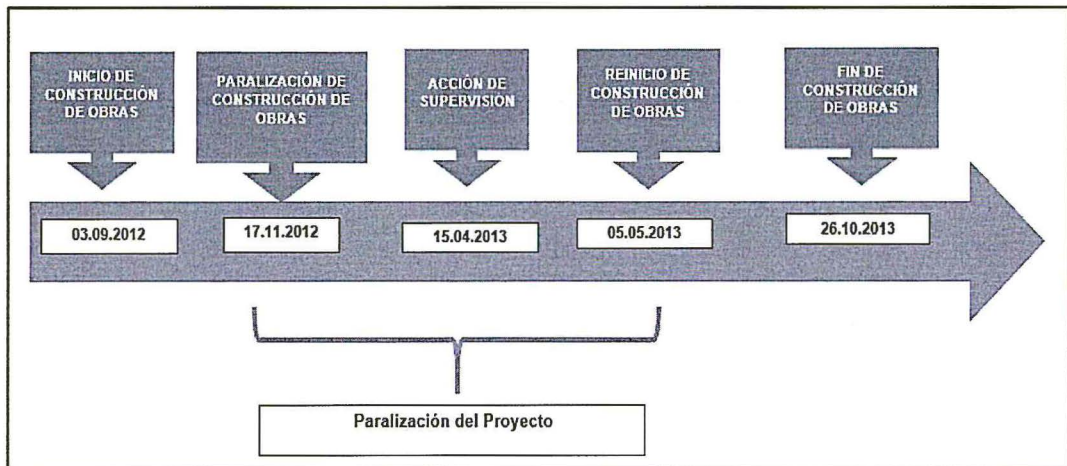 INICIO DE
CONSTRUCCIÓN
DE OBRAS
PARALIZACIÓN DE
CONSTRUCCIÓN DE
OBRAS
ACCIÓN DE
SUPERVISIÓN
REINICIO DE
CONSTRUCCIÓN
DE OBRAS
FIN DE
CONSTRUCCIÓN
DE OBRAS
03.09.2012
17.11.2012
15.04.2013
05.05.2013
26.10.2013
Paralización del Proyecto